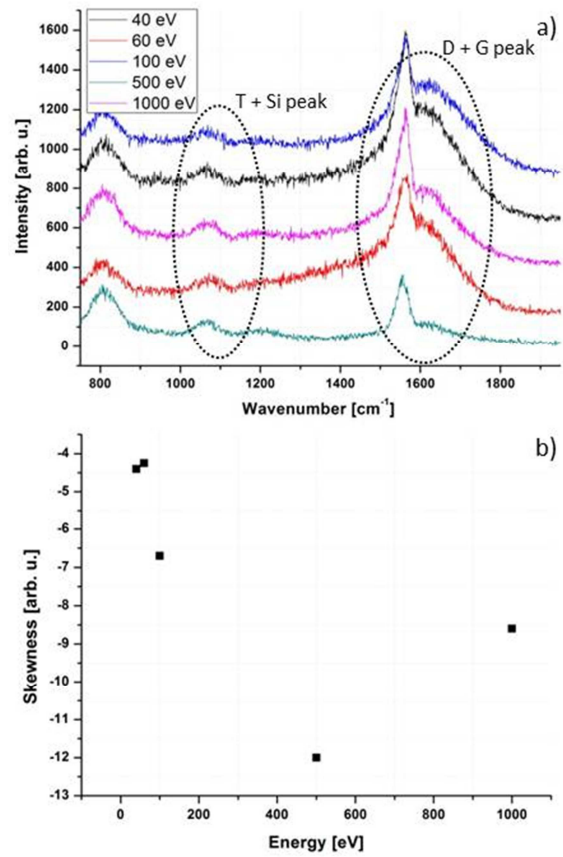 a)
40 eV
60 eV
100 eV
500 eV
1000 eV
T + Si peak
D + G peak
1600
1400
1200
1000
800
600
400
200
0
Intensity [arb. u.]
800 1000 1200 1400 1600 1800
Wavenumber [cm⁻¹]
b)
-4
-5
-6
-7
-8
-9
-10
-11
-12
-13
Skewness [arb. u.]
0 200 400 600 800 1000
Energy [eV]